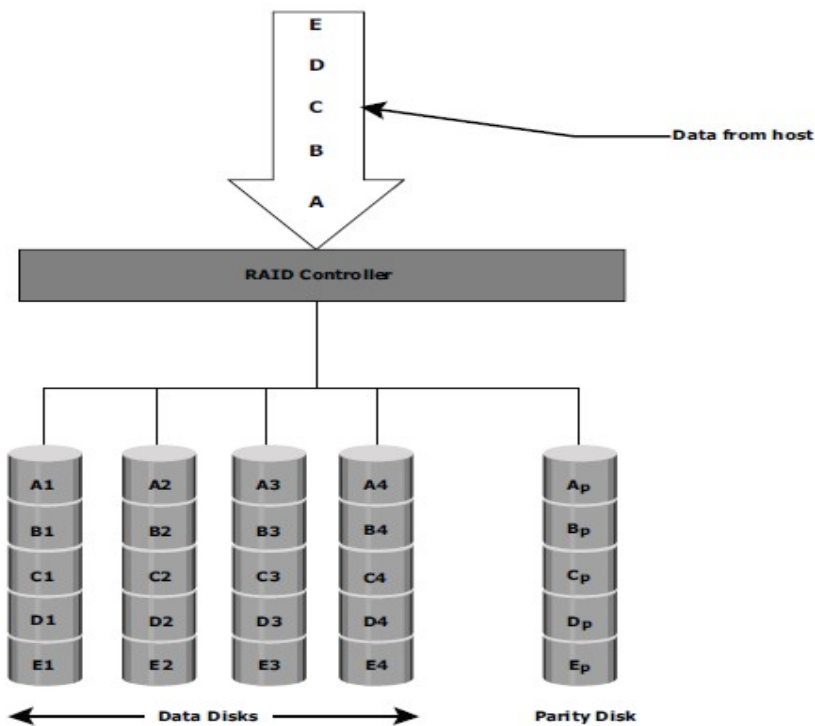 E
D
C
B
A
Data from host
RAID Controller
A1 A2 A3 A4 Ap
B1 B2 B3 B4 Bp
C1 C2 C3 C4 Cp
D1 D2 D3 D4 Dp
E1 E2 E3 E4 Ep
Data Disks Parity Disk